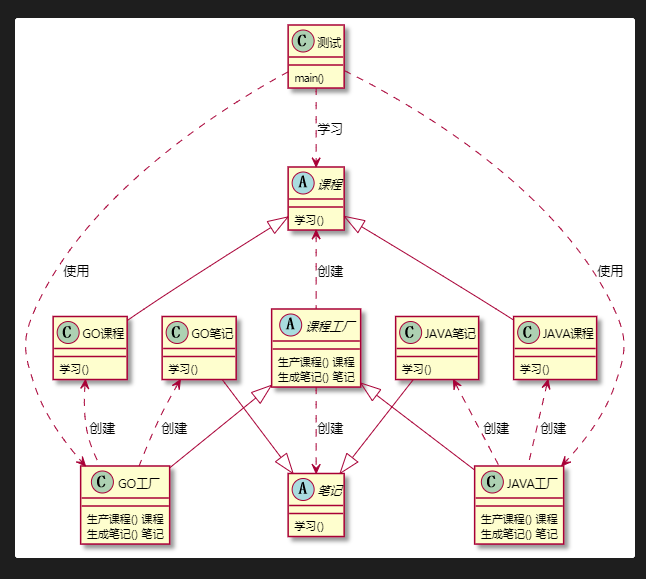 C 测试
main()
学习
A 课程
学习()
使用
创建
使用
C GO课程
学习()
C GO笔记
学习()
A 课程工厂
生产课程() 课程
生成笔记() 笔记
C JAVA笔记
学习()
C JAVA课程
学习()
创建
创建
创建
创建
创建
C GO工厂
生产课程() 课程
生成笔记() 笔记
A 笔记
学习()
C JAVA工厂
生产课程() 课程
生成笔记() 笔记